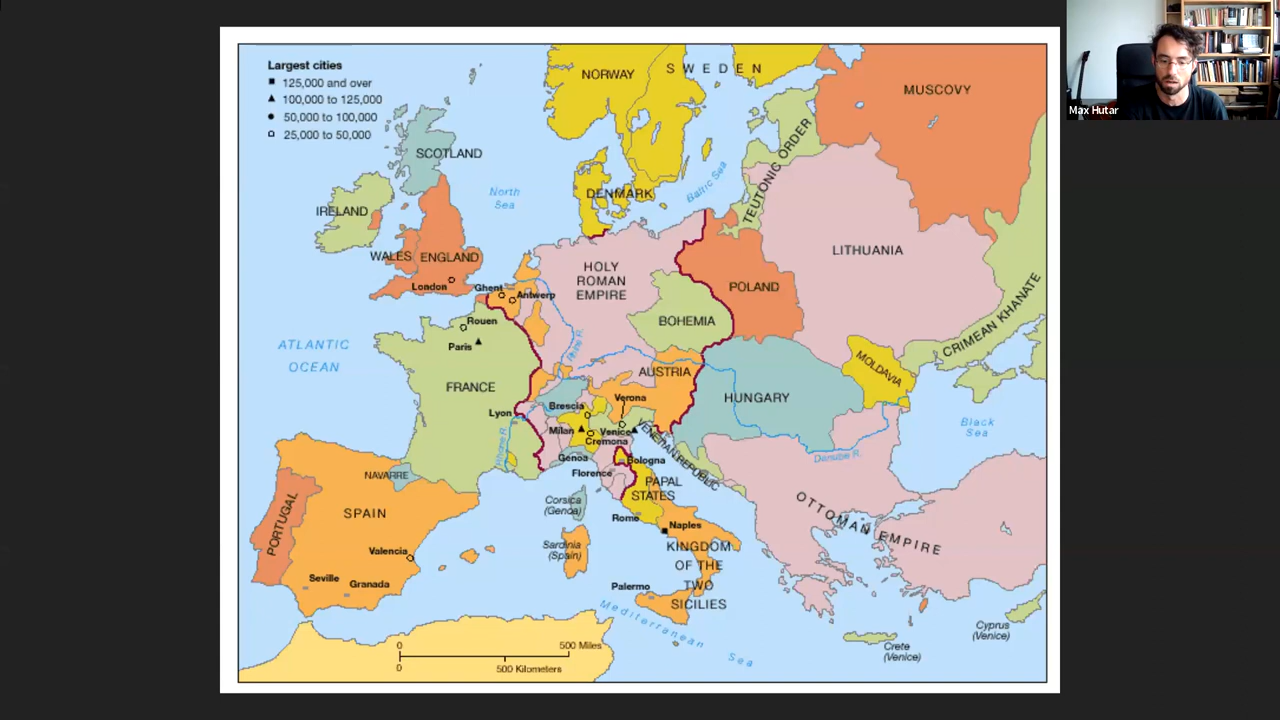 Largest cities
125,000 and over
100,000 to 125,000
50,000 to 100,000
25,000 to 50,000
Max Hutar
NORWAY
SWEDEN
MUSCOVY
SCOTLAND
North
Sea
DENMARK
Baltic Sea
TEUTONIC ORDER
IRELAND
WALES
ENGLAND
London
LITHUANIA
HOLY
ROMAN
EMPIRE
POLAND
Ghent
Antwerp
BOHEMIA
CRIMEAN KHANATE
Rouen
Paris
Rhine R.
ATLANTIC
OCEAN
FRANCE
AUSTRIA
MOLDAVIA
HUNGARY
Lyon
Brescia
Verona
Milan
Venice
Cremona
VENETIAN REPUBLIC
Black
Sea
Danube R.
Rhone R.
Genoa
Bologna
Florence
NAVARRE
PAPAL
STATES
Corsica
(Genoa)
Rome
PORTUGAL
SPAIN
OTTOMAN EMPIRE
Naples
Valencia
Sardinia
(Spain)
KINGDOM
OF THE
TWO
SICILIES
Seville
Granada
Palermo
Mediterranean Sea
Cyprus
(Venice)
Crete
(Venice)
0
500 Miles
0
500 Kilometers